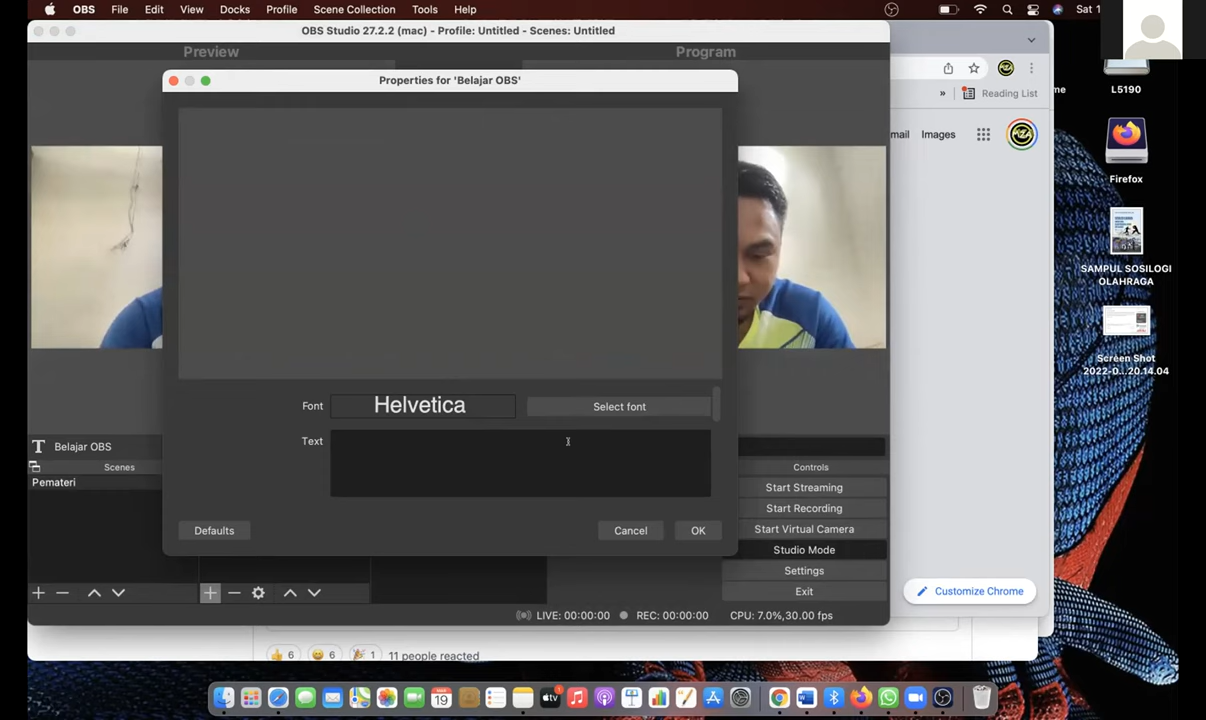 OBS File Edit View Docks Profile Scene Collection Tools Help Sat 1
OBS Studio 27.2.2 (mac) - Profile: Untitled - Scenes: Untitled
Preview
Program
Properties for 'Belajar OBS'
Font
Helvetica
Select font
Text
Defaults
Cancel
OK
T Belajar OBS
Scenes
Pemateri
Controls
Start Streaming
Start Recording
Start Virtual Camera
Studio Mode
Settings
Exit
LIVE: 00:00:00 REC: 00:00:00 CPU: 7.0%,30.00 fps
» Reading List
mail Images
Customize Chrome
6 6 1 11 people reacted
me
L5190
Firefox
SAMPUL SOSILOGI
OLAHRAGA
Screen Shot
2022-0...20.14.04
19